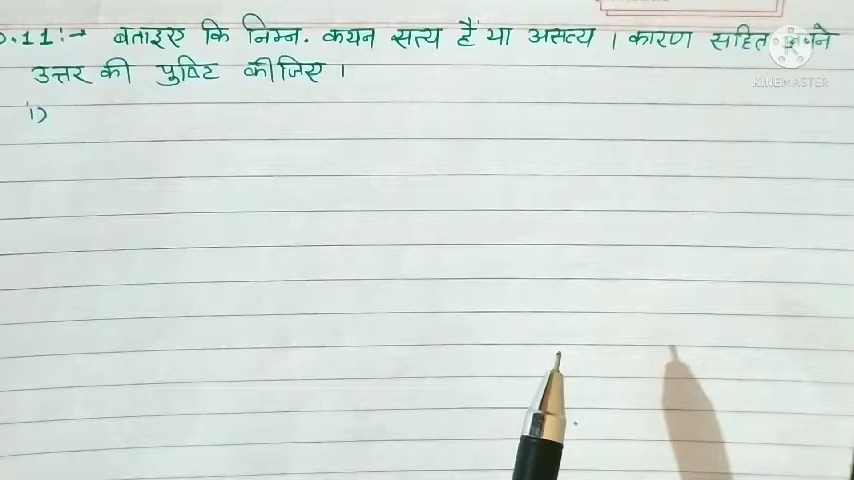 .11:→ बताइए कि निम्न. कथन सत्य हैं या असत्य । कारण सहित अपने
उत्तर की पुष्टि कीजिए ।
i)
KINEMASTER